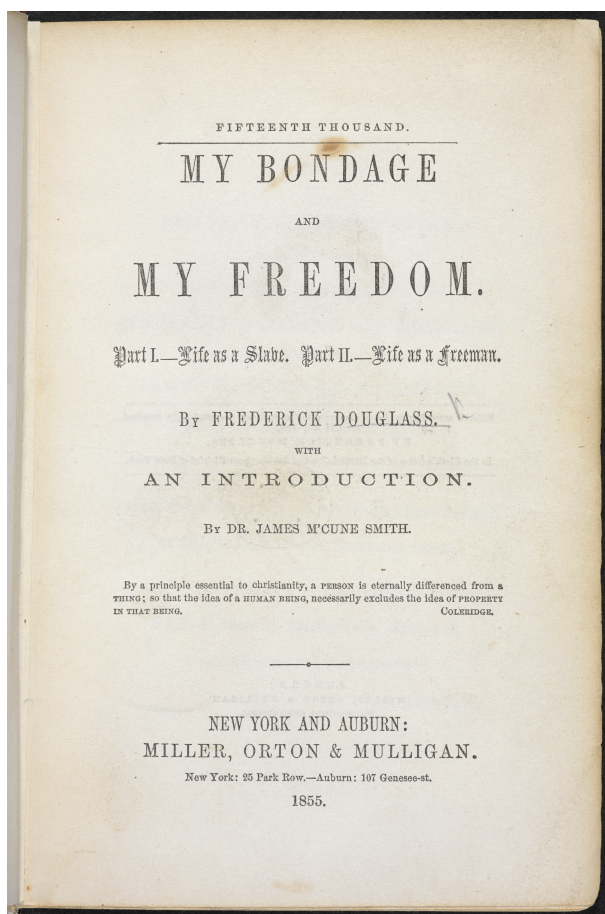 FIFTEENTH THOUSAND.
MY BONDAGE
AND
MY FREEDOM.
Part I.—Life as a Slave. Part II.—Life as a Freeman.
By FREDERICK DOUGLASS.
WITH
AN INTRODUCTION.
By DR. JAMES M'CUNE SMITH.
By a principle essential to christianity, a PERSON is eternally differenced from a
THING; so that the idea of a HUMAN BEING, necessarily excludes the idea of PROPERTY
IN THAT BEING. COLERIDGE.
NEW YORK AND AUBURN:
MILLER, ORTON & MULLIGAN.
New York: 25 Park Row.—Auburn: 107 Genesee-st.
1855.